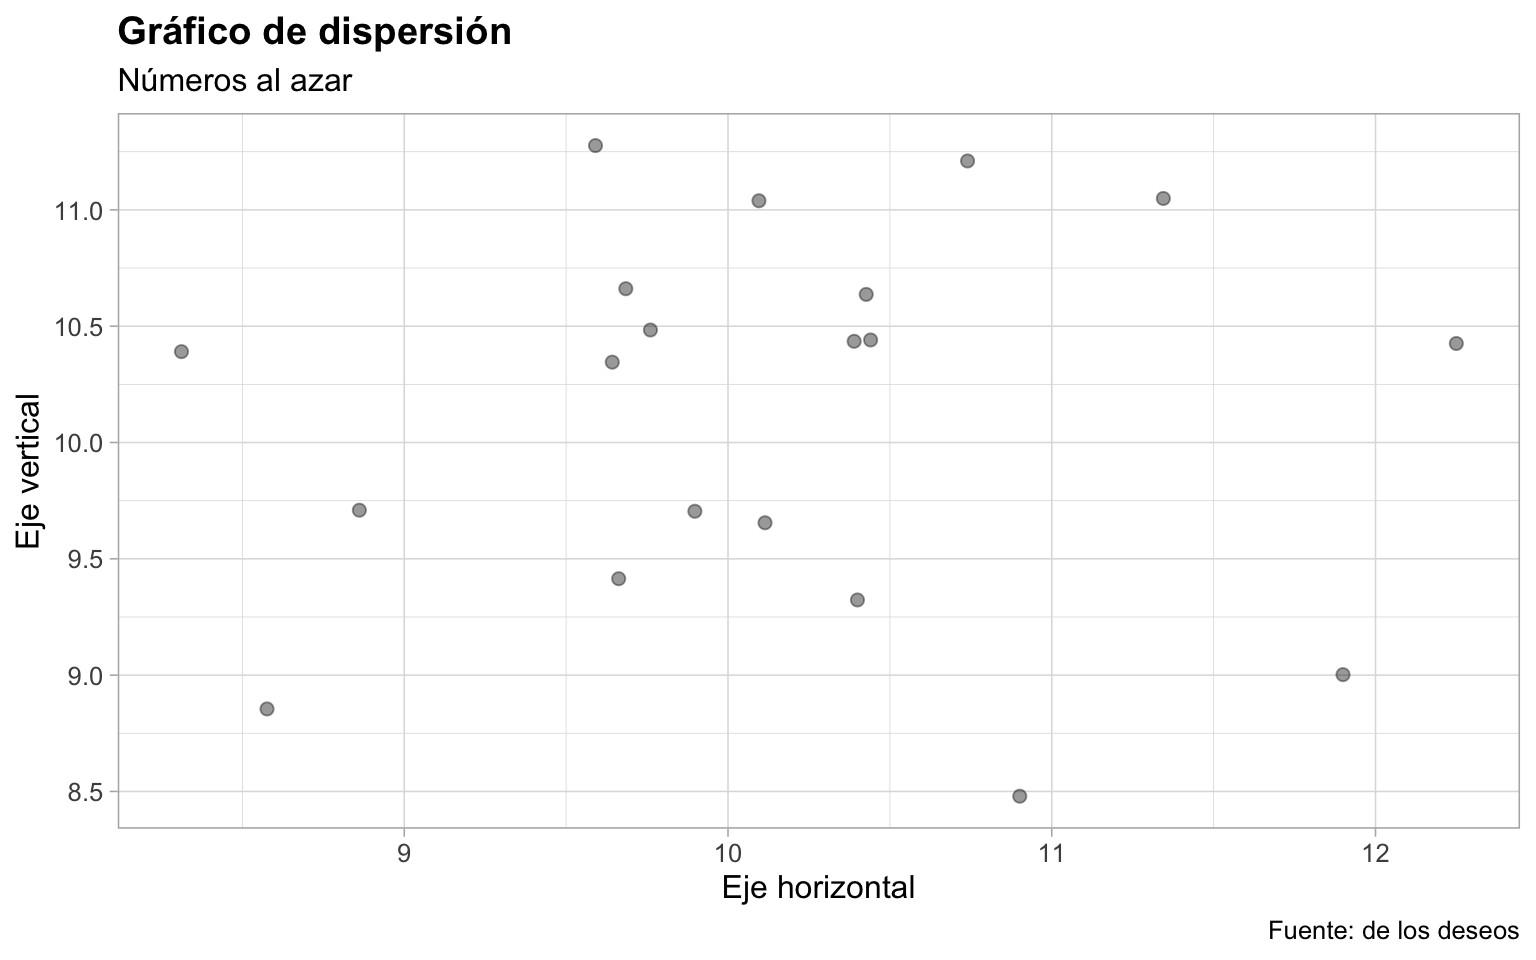 Gráfico de dispersión
Números al azar
Eje vertical
11.0
10.5
10.0
9.5
9.0
8.5
9 10 11 12
Eje horizontal
Fuente: de los deseos